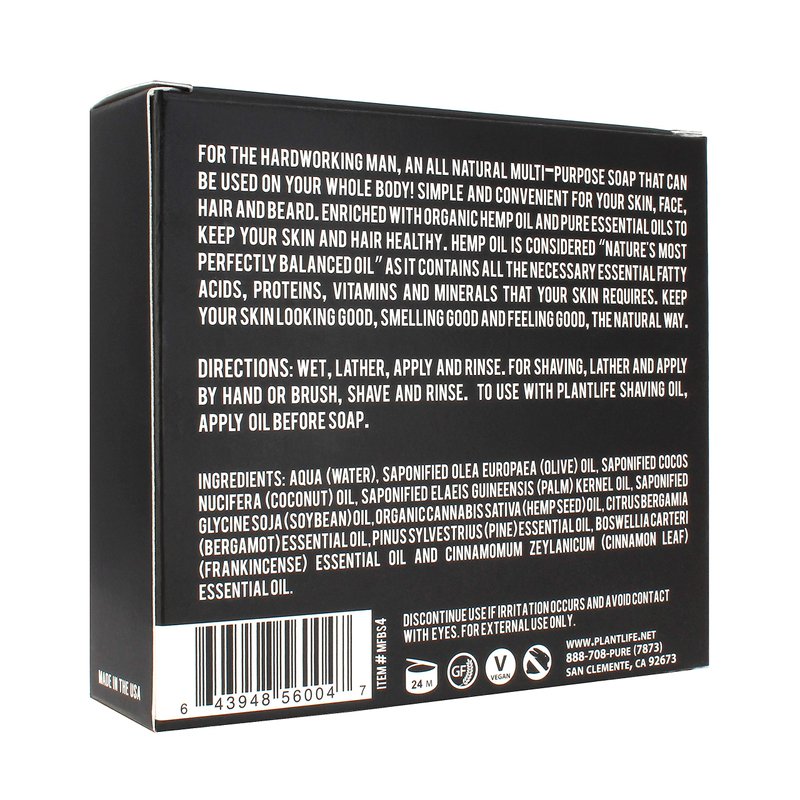 FOR THE HARDWORKING MAN, AN ALL NATURAL MULTI-PURPOSE SOAP THAT CAN
BE USED ON YOUR WHOLE BODY! SIMPLE AND CONVENIENT FOR YOUR SKIN, FACE,
HAIR AND BEARD. ENRICHED WITH ORGANIC HEMP OIL AND PURE ESSENTIAL OILS TO
KEEP YOUR SKIN AND HAIR HEALTHY. HEMP OIL IS CONSIDERED "NATURE'S MOST
PERFECTLY BALANCED OIL" AS IT CONTAINS ALL THE NECESSARY ESSENTIAL FATTY
ACIDS, PROTEINS, VITAMINS AND MINERALS THAT YOUR SKIN REQUIRES. KEEP
YOUR SKIN LOOKING GOOD, SMELLING GOOD AND FEELING GOOD, THE NATURAL WAY.
DIRECTIONS: WET, LATHER, APPLY AND RINSE. FOR SHAVING, LATHER AND APPLY
BY HAND OR BRUSH, SHAVE AND RINSE. TO USE WITH PLANTLIFE SHAVING OIL,
APPLY OIL BEFORE SOAP.
INGREDIENTS: AQUA (WATER), SAPONIFIED OLEA EUROPAEA (OLIVE) OIL, SAPONIFIED COCOS
NUCIFERA (COCONUT) OIL, SAPONIFIED ELAEIS GUINEENSIS (PALM) KERNEL OIL, SAPONIFIED
GLYCINE SOJA (SOYBEAN) OIL, ORGANIC CANNABIS SATIVA (HEMP SEED) OIL, CITRUS BERGAMIA
(BERGAMOT) ESSENTIAL OIL, PINUS SYLVESTRIUS (PINE) ESSENTIAL OIL, BOSWELLIA CARTERI
(FRANKINCENSE) ESSENTIAL OIL AND CINNAMOMUM ZEYLANICUM (CINNAMON LEAF)
ESSENTIAL OIL.
DISCONTINUE USE IF IRRITATION OCCURS AND AVOID CONTACT
WITH EYES. FOR EXTERNAL USE ONLY.
MADE IN THE USA
6 43948 56004 7
ITEM # MFBS4
24 M
GF
V
VEGAN
WWW.PLANTLIFE.NET
888-708-PURE (7873)
SAN CLEMENTE, CA 92673